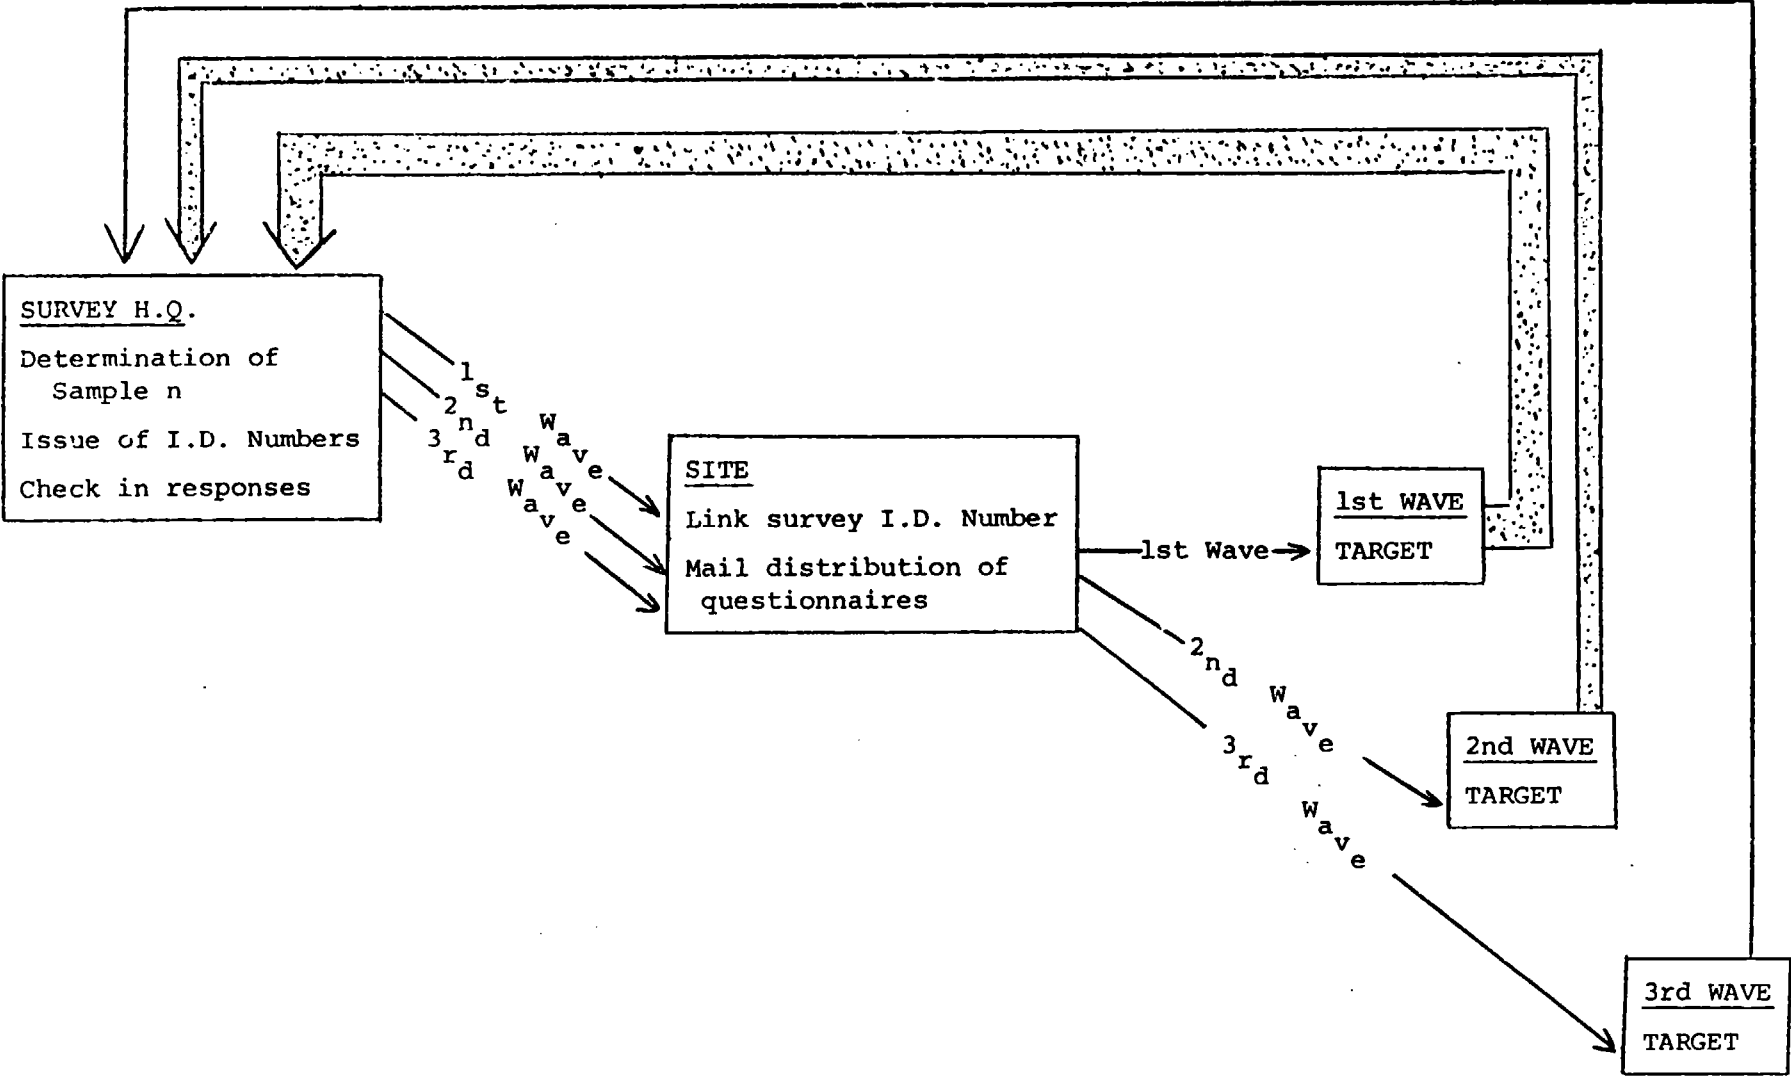 SURVEY H.Q.
Determination of
Sample n
Issue of I.D. Numbers
Check in responses
1st Wave
2nd Wave
3rd Wave
SITE
Link survey I.D. Number
Mail distribution of
questionnaires
1st Wave
2nd Wave
3rd Wave
1st WAVE
TARGET
2nd WAVE
TARGET
3rd WAVE
TARGET